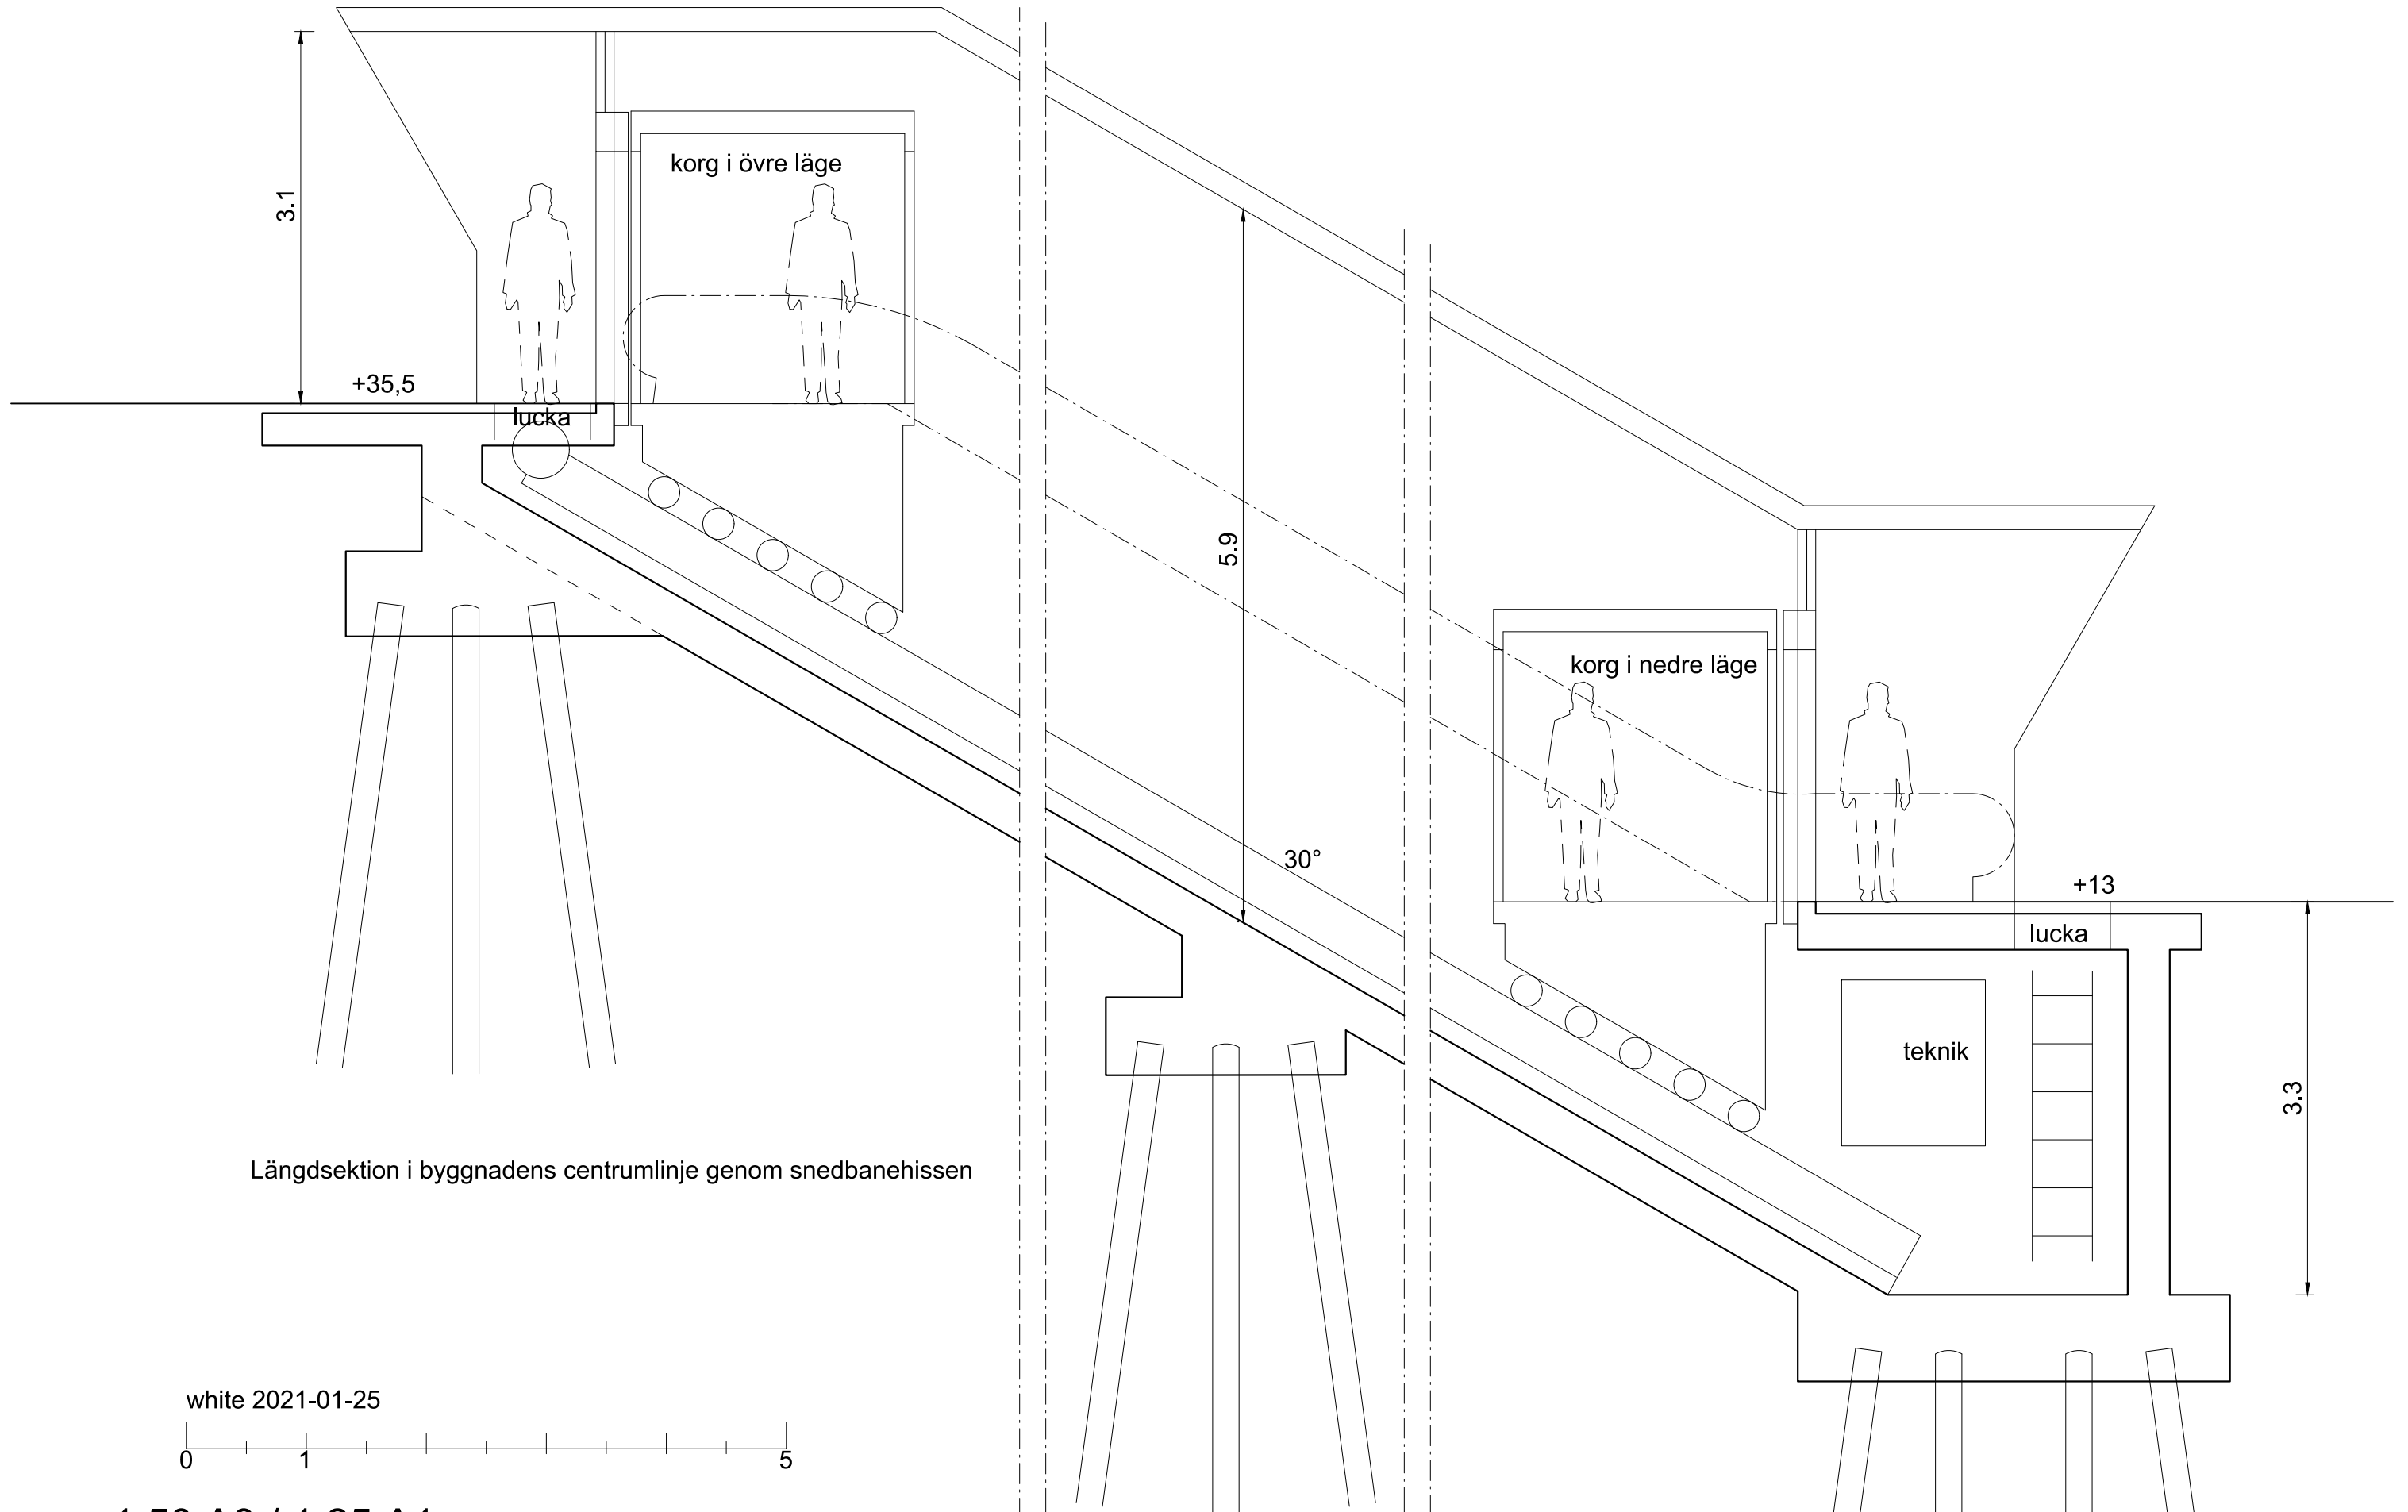 korg i övre läge
3.1
+35,5
lucka
5.9
korg i nedre läge
30°
+13
lucka
teknik
3.3
Längdsektion i byggnadens centrumlinje genom snedbanehissen
white 2021-01-25
0 1 5